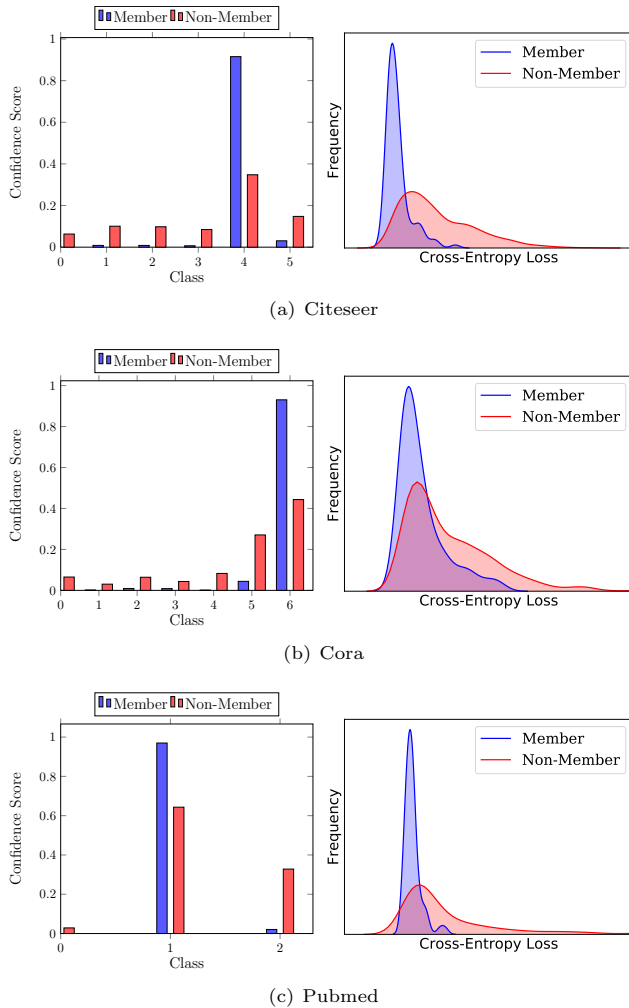 Member Non-Member
1
0.8
0.6
0.4
0.2
0
Confidence Score
0 1 2 3 4 5
Class
Member
Non-Member
Frequency
Cross-Entropy Loss
(a) Citeseer
Member Non-Member
1
0.8
0.6
0.4
0.2
0
Confidence Score
0 1 2 3 4 5 6
Class
Member
Non-Member
Frequency
Cross-Entropy Loss
(b) Cora
Member Non-Member
1
0.8
0.6
0.4
0.2
0
Confidence Score
0 1 2
Class
Member
Non-Member
Frequency
Cross-Entropy Loss
(c) Pubmed